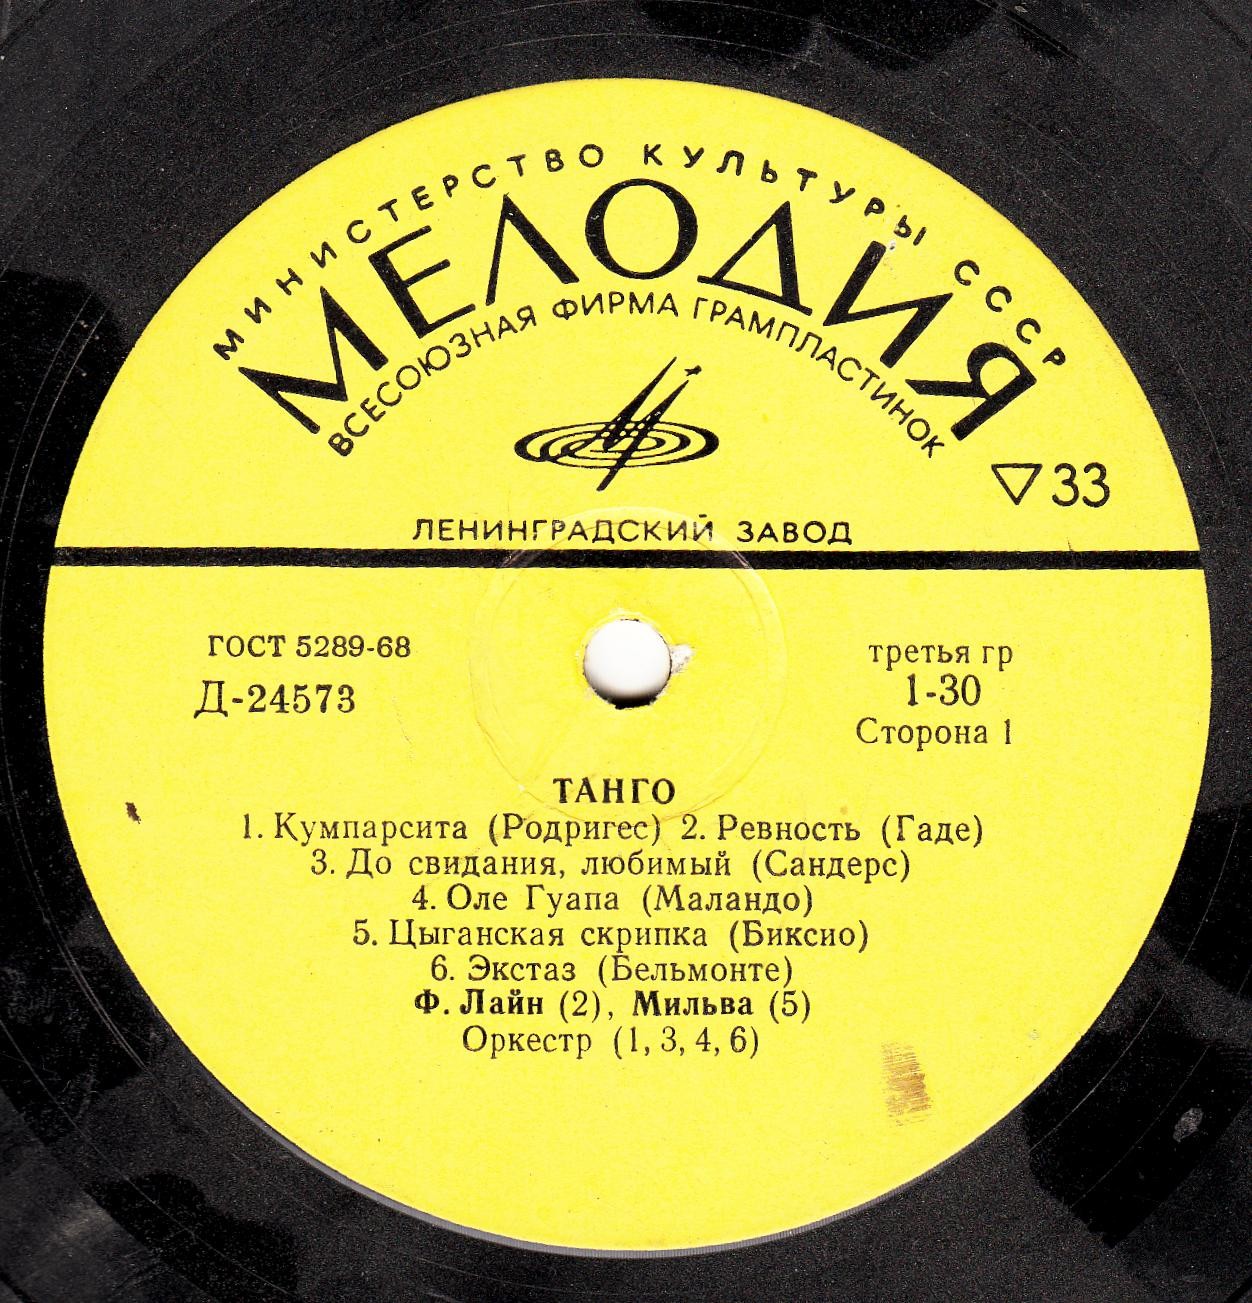 МИНИСТЕРСТВО КУЛЬТУРЫ СССР
МЕЛОДИЯ
ВСЕСОЮЗНАЯ ФИРМА ГРАМПЛАСТИНОК
33
ЛЕНИНГРАДСКИЙ ЗАВОД
ГОСТ 5289-68
Д-24573
третья гр
1-30
Сторона 1
ТАНГО
1. Кумпарсита (Родригес) 2. Ревность (Гаде)
3. До свидания, любимый (Сандерс)
4. Оле Гуапа (Маландо)
5. Цыганская скрипка (Биксио)
6. Экстаз (Бельмонте)
Ф. Лайн (2), Мильва (5)
Оркестр (1, 3, 4, 6)